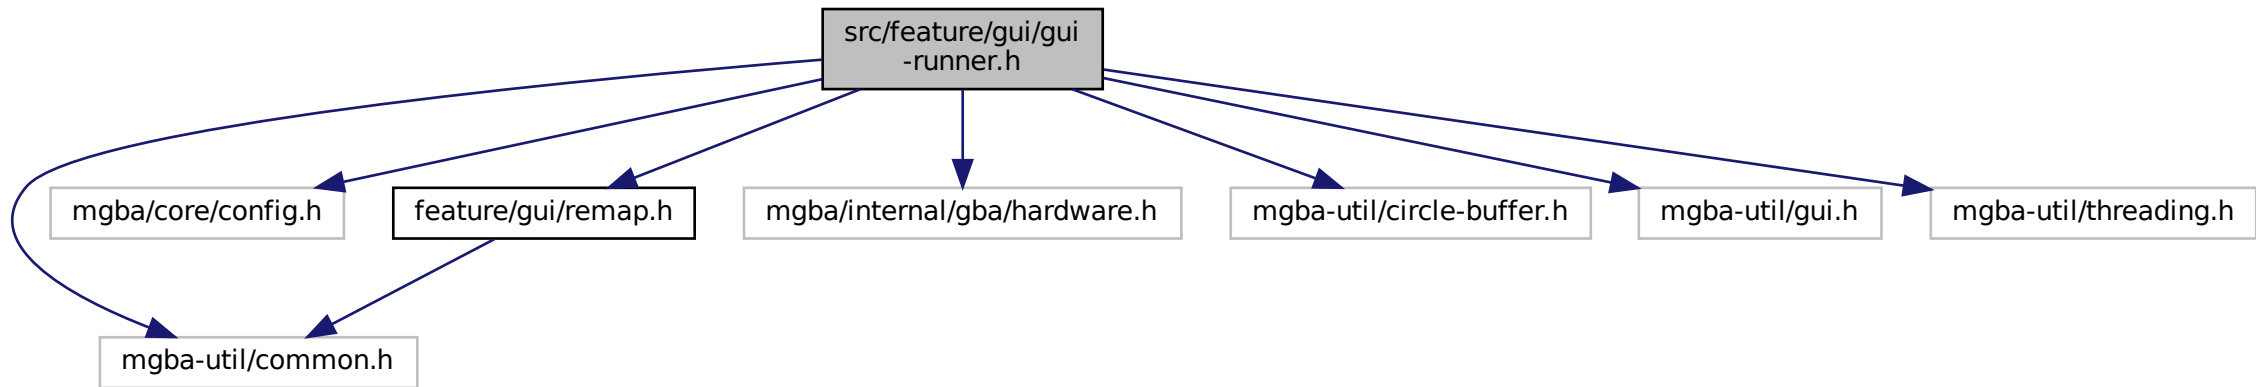 src/feature/gui/gui
-runner.h
mgba/core/config.h
feature/gui/remap.h
mgba/internal/gba/hardware.h
mgba-util/circle-buffer.h
mgba-util/gui.h
mgba-util/threading.h
mgba-util/common.h